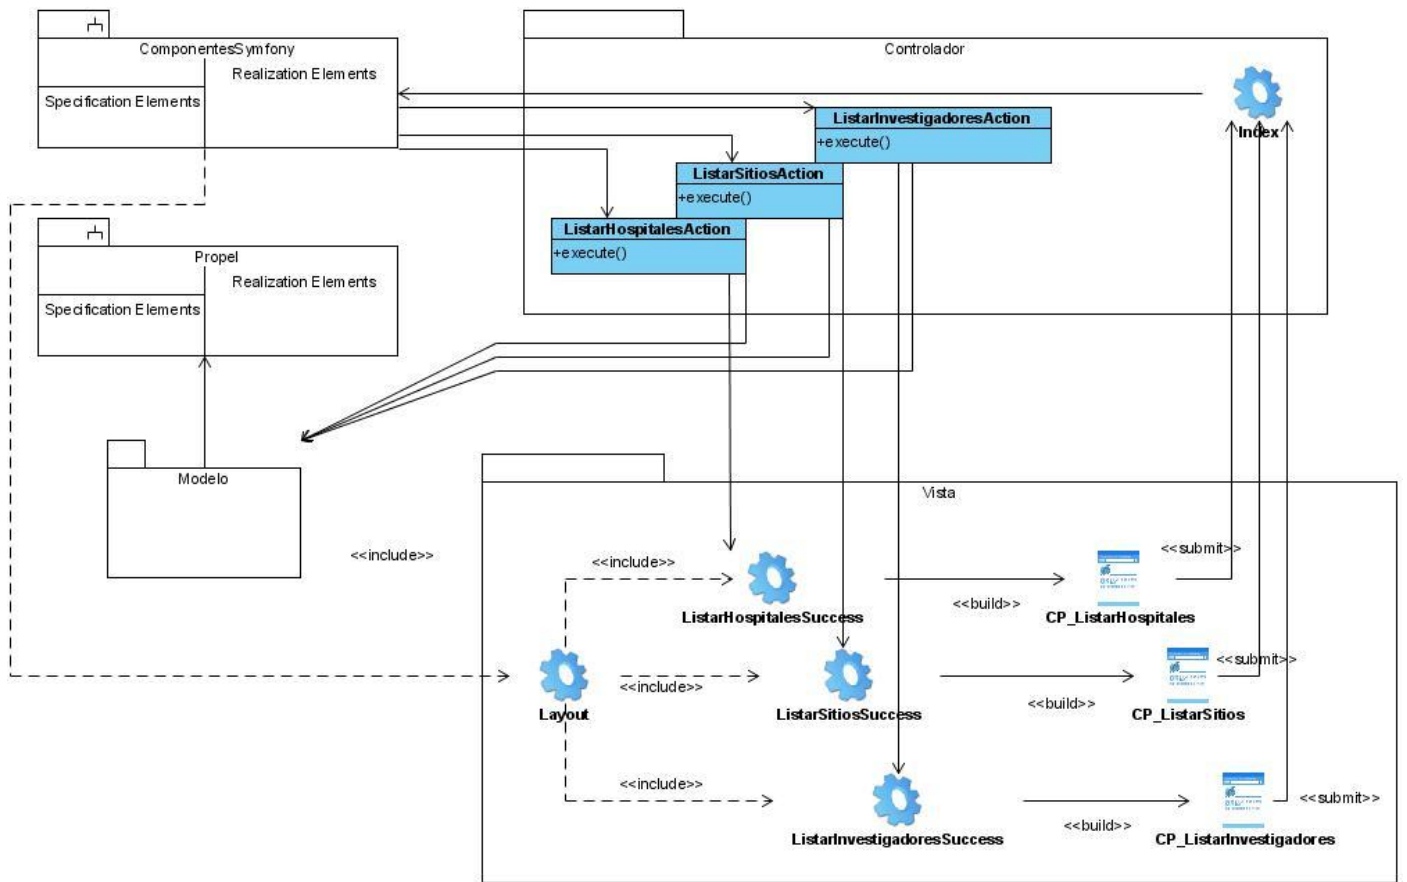 ComponentesSymfony
Realization Elements
Specification Elements
Controlador
Index
ListarInvestigadoresAction
+execute()
ListarSitiosAction
+execute()
ListarHospitalesAction
+execute()
Propel
Realization Elements
Specification Elements
Modelo
<<include>>
Vista
<<include>>
ListarHospitalesSuccess
<<build>>
CP_ListarHospitales
<<submit>>
Layout
<<include>>
ListarSitiosSuccess
<<build>>
CP_ListarSitios
<<submit>>
<<include>>
ListarInvestigadoresSuccess
<<build>>
CP_ListarInvestigadores
<<submit>>